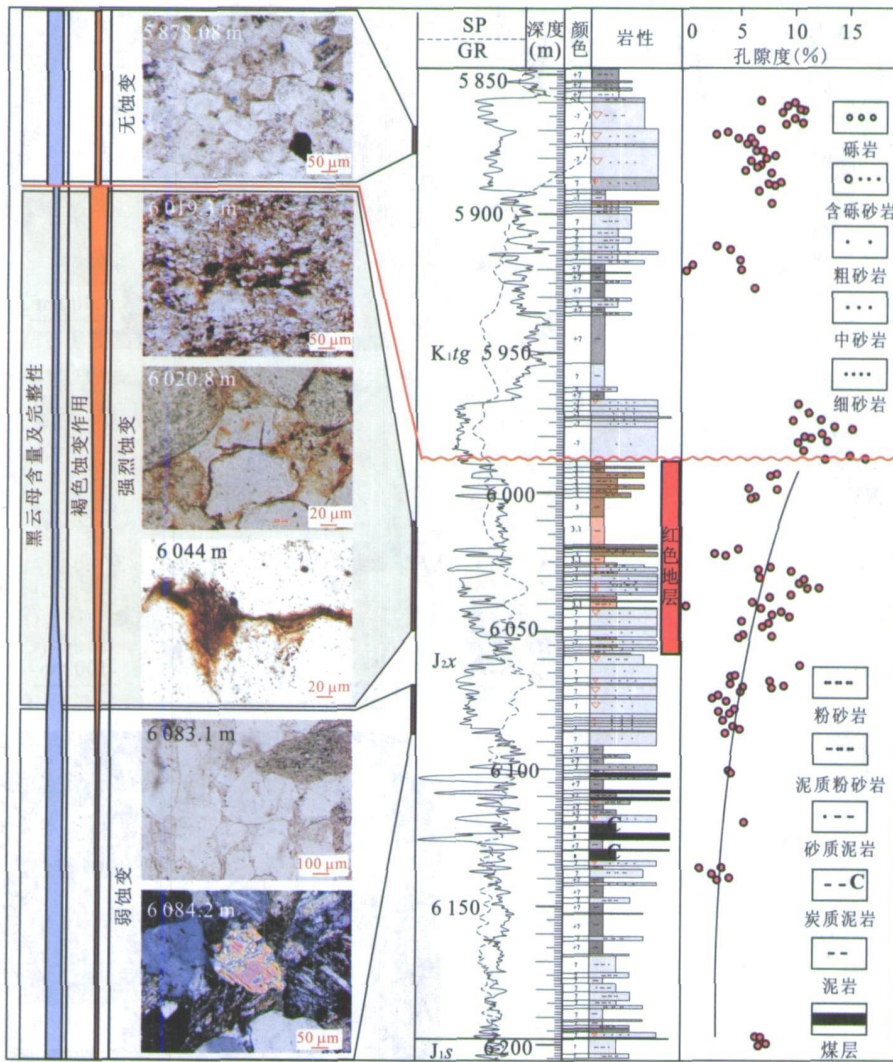 黑云母含量及完整性
褐色蚀变作用
无蚀变
强烈蚀变
弱蚀变
5 878.08 m
50 μm
50 μm
6 020.8 m
20 μm
6 044 m
20 μm
6 083.1 m
100 μm
6 084.2 m
50 μm
SP
GR
深度
(m)
颜色
岩性
0 5 10 15
孔隙度(%)
5 850
5 900
5 950
6 000
6 050
6 100
6 150
6 200
K₁tg
J₂x
J₁s
红色地层
C
C
砾岩
含砾砂岩
粗砂岩
中砂岩
细砂岩
粉砂岩
泥质粉砂岩
砂质泥岩
C
炭质泥岩
泥岩
煤层